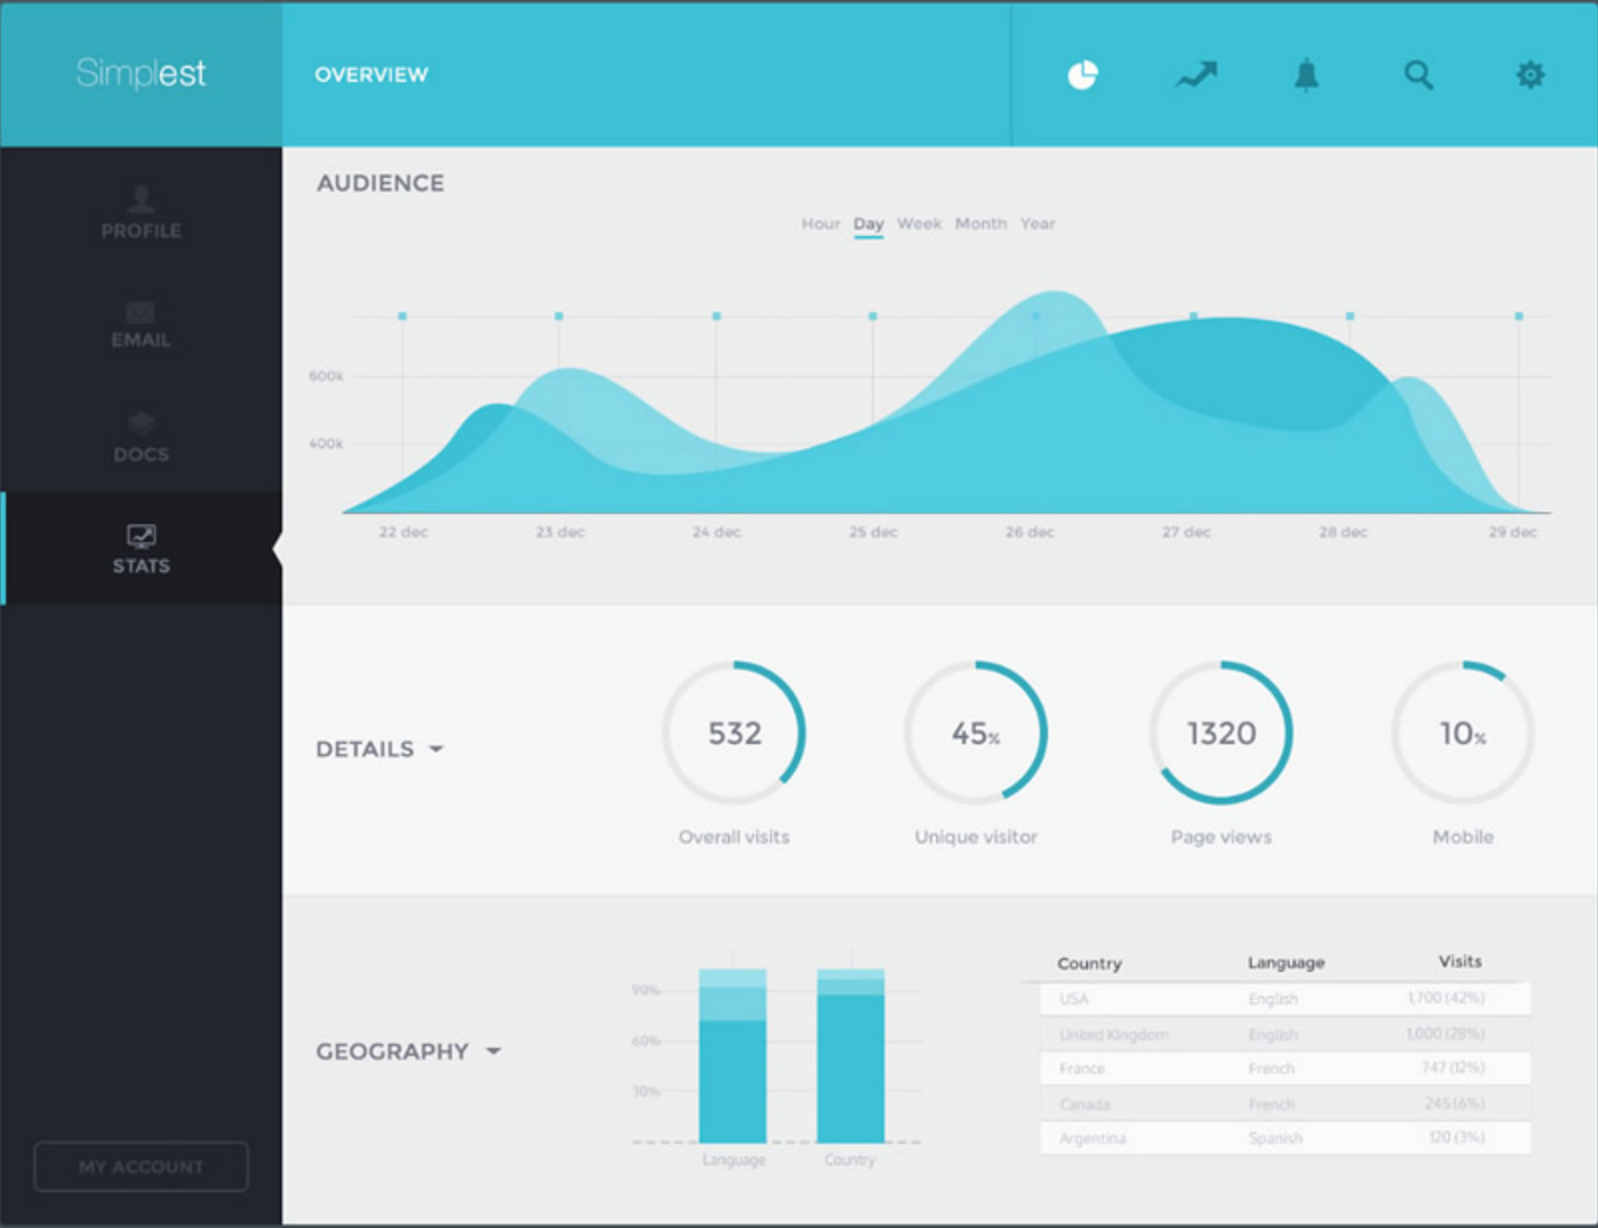 Simplest
OVERVIEW
PROFILE
EMAIL
DOCS
STATS
MY ACCOUNT
AUDIENCE
Hour Day Week Month Year
600k
400k
22 dec 23 dec 24 dec 25 dec 26 dec 27 dec 28 dec 29 dec
DETAILS
532 45% 1320 10%
Overall visits Unique visitor Page views Mobile
GEOGRAPHY
90%
60%
30%
Language Country
Country Language Visits
USA English 1,700 (42%)
United Kingdom English 1,000 (28%)
France French 747 (12%)
Canada French 245 (6%)
Argentina Spanish 120 (3%)